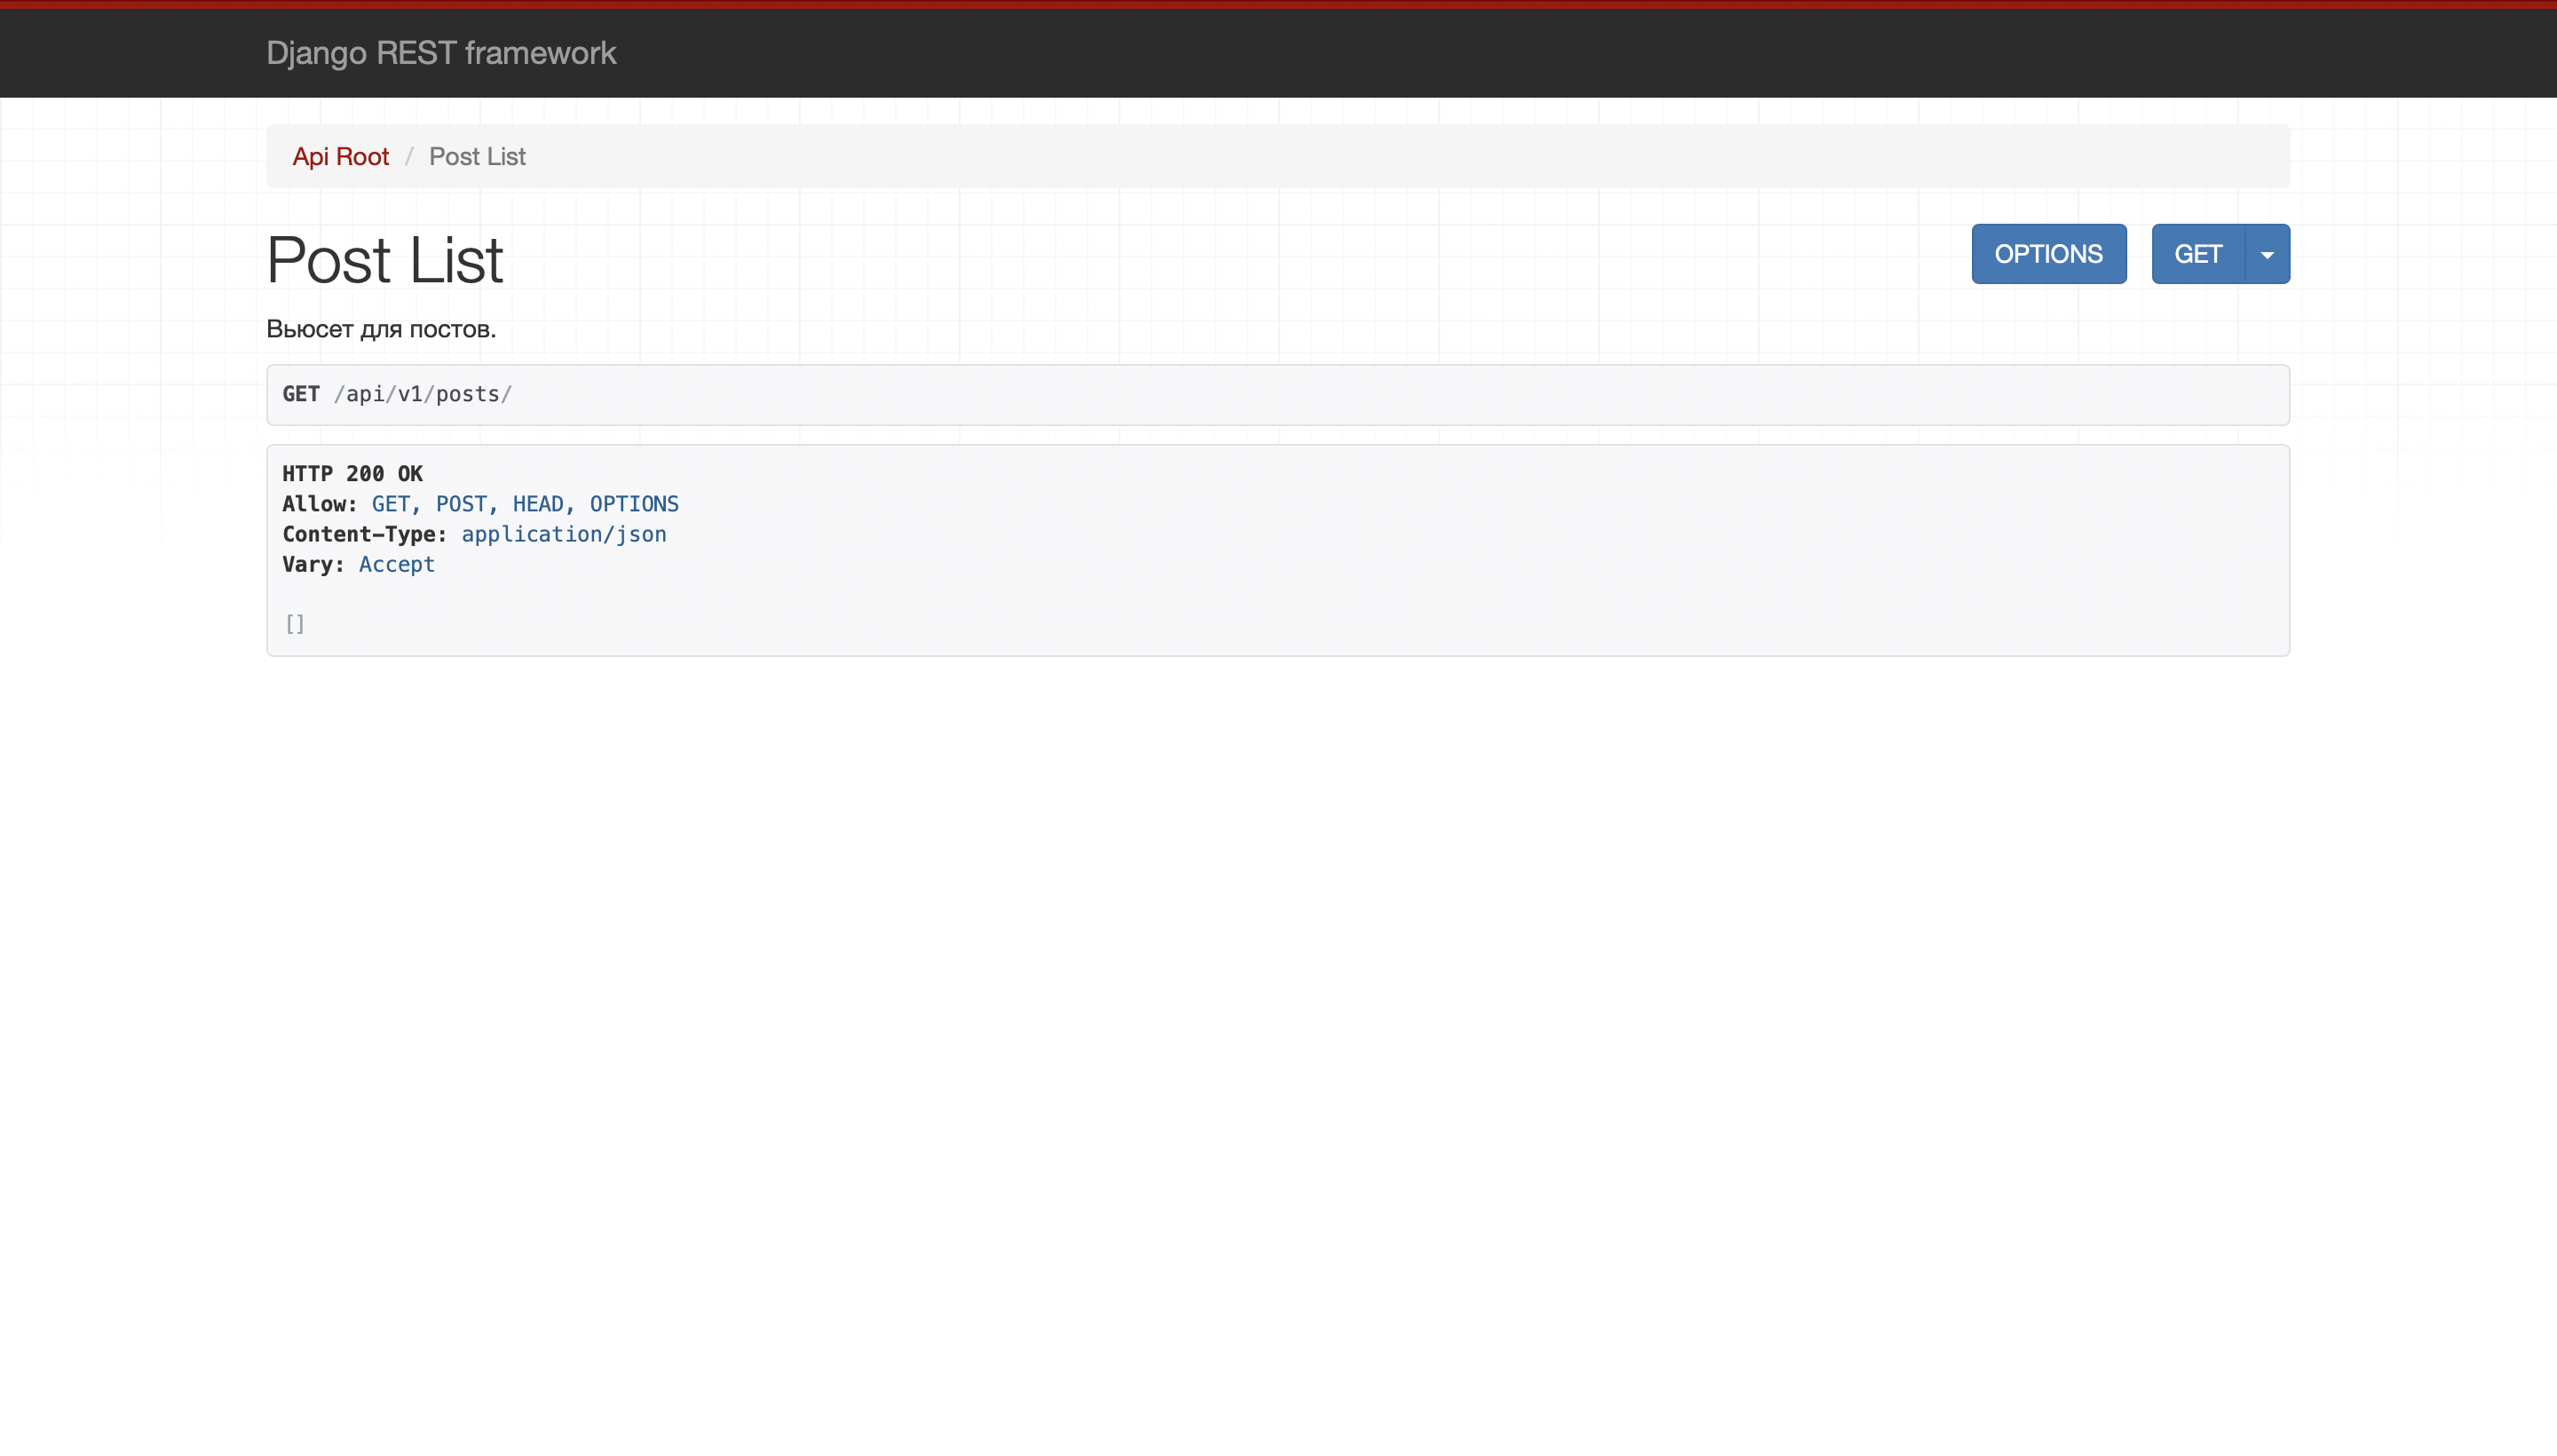 Django REST framework
Api Root / Post List
Post List
OPTIONS
GET
Вьюсет для постов.
GET /api/v1/posts/
HTTP 200 OK
Allow: GET, POST, HEAD, OPTIONS
Content-Type: application/json
Vary: Accept
[]